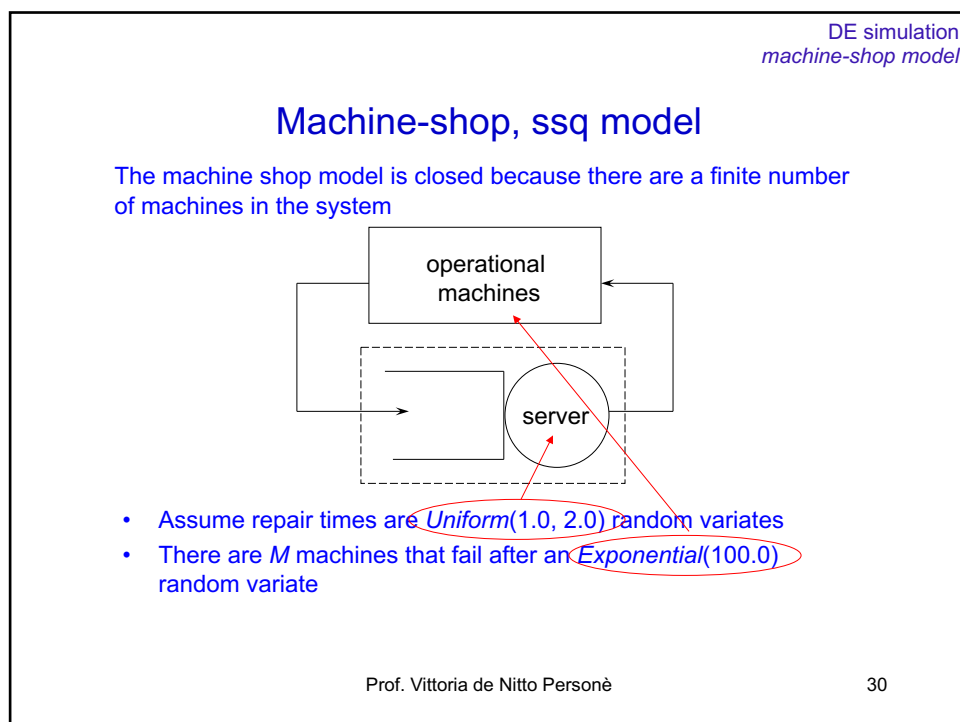 DE simulation
machine-shop model
Machine-shop, ssq model
The machine shop model is closed because there are a finite number
of machines in the system
operational
machines
server
• Assume repair times are Uniform(1.0, 2.0) random variates
• There are M machines that fail after an Exponential(100.0)
random variate
Prof. Vittoria de Nitto Personè 30